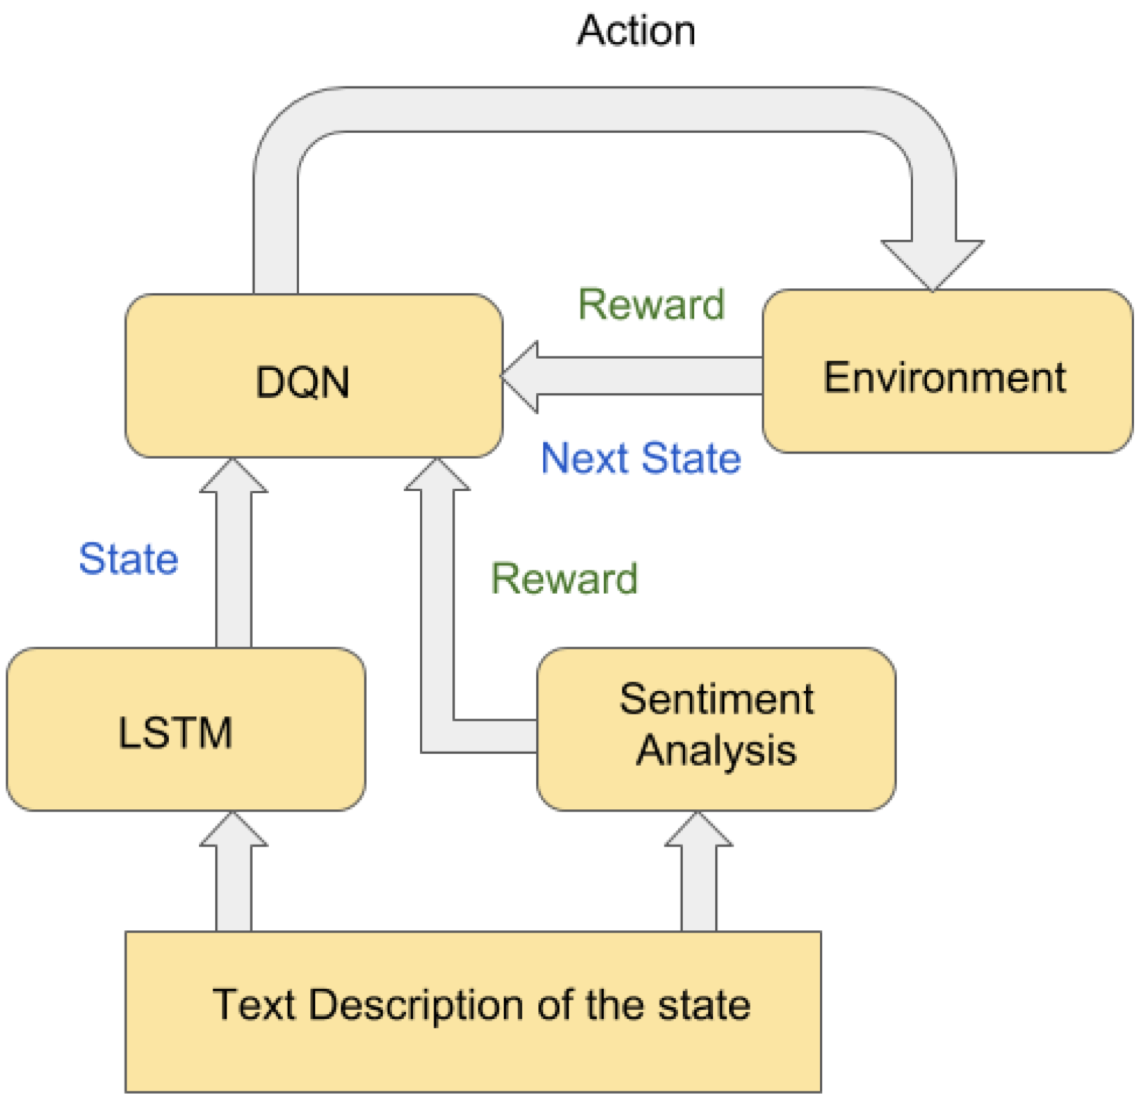 Action
Reward
DQN
Environment
Next State
State
Reward
LSTM
Sentiment
Analysis
Text Description of the state